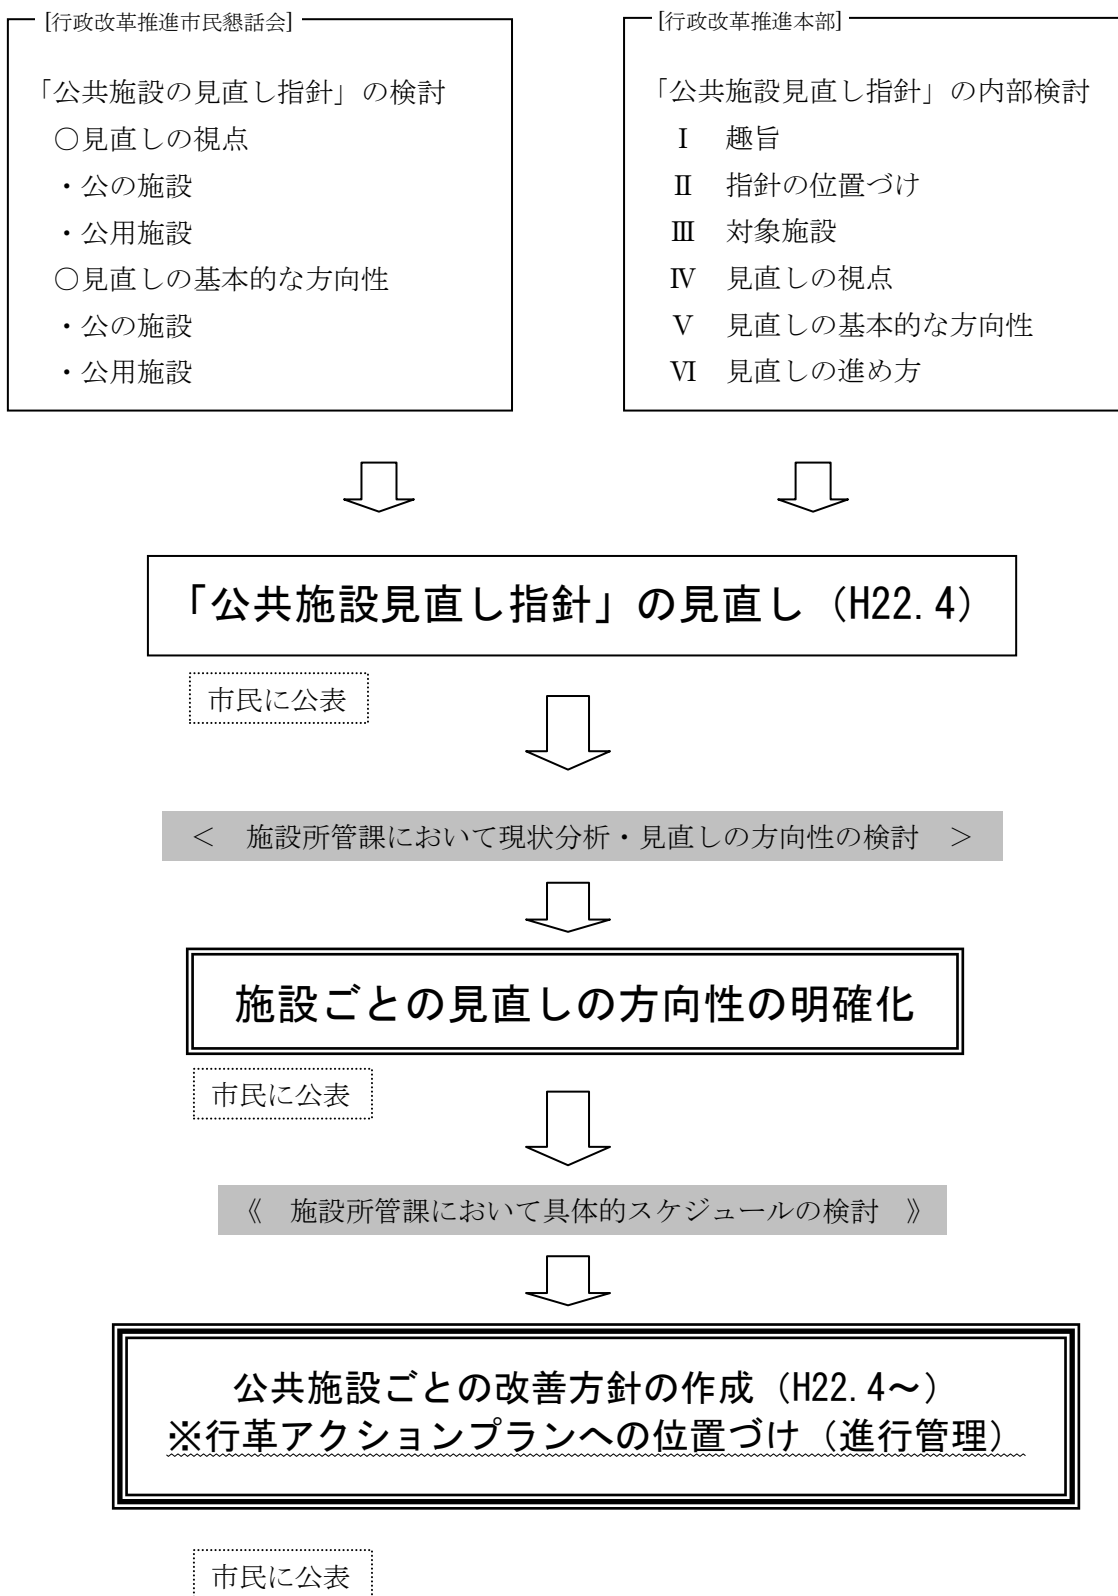 [行政改革推進市民懇話会]
「公共施設の見直し指針」の検討
○見直しの視点
・公の施設
・公用施設
○見直しの基本的な方向性
・公の施設
・公用施設
[行政改革推進本部]
「公共施設見直し指針」の内部検討
Ⅰ 趣旨
Ⅱ 指針の位置づけ
Ⅲ 対象施設
Ⅳ 見直しの視点
Ⅴ 見直しの基本的な方向性
Ⅵ 見直しの進め方
「公共施設見直し指針」の見直し（H22.4）
市民に公表
＜ 施設所管課において現状分析・見直しの方向性の検討 ＞
施設ごとの見直しの方向性の明確化
市民に公表
《 施設所管課において具体的スケジュールの検討 》
公共施設ごとの改善方針の作成（H22.4～）
※行革アクションプランへの位置づけ（進行管理）
市民に公表